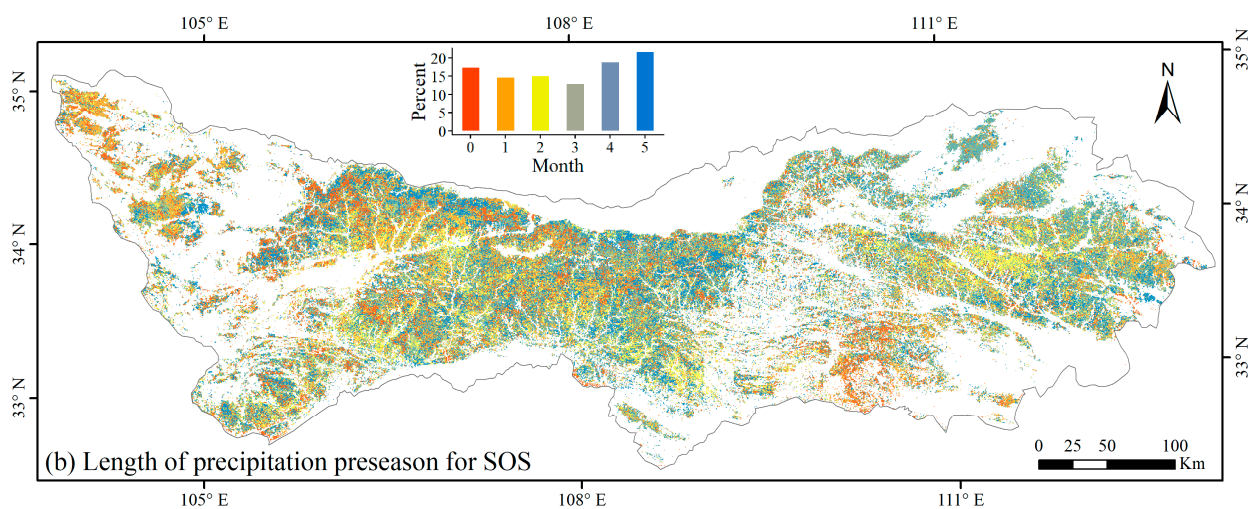 105° E 108° E 111° E
35° N
34° N
33° N
35° N
34° N
33° N
Percent
20
15
10
5
0
0 1 2 3 4 5
Month
N
(b) Length of precipitation preseason for SOS
0 25 50 100
Km
105° E 108° E 111° E